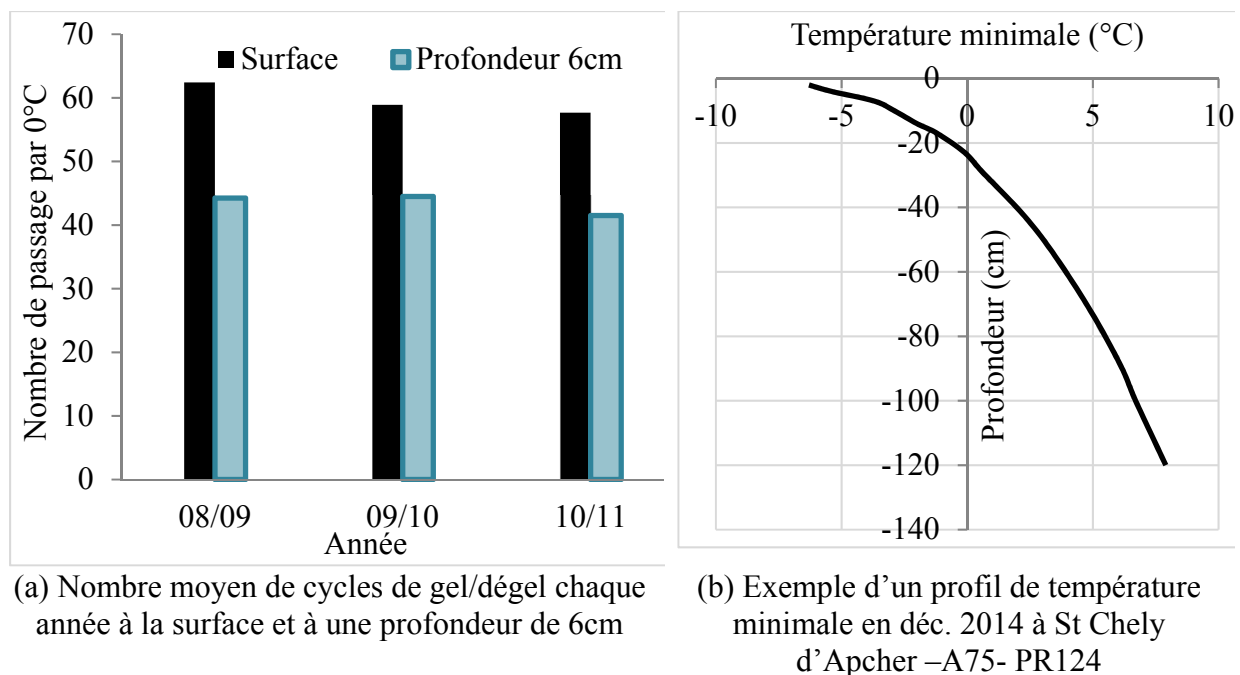 70
60
50
40
30
20
10
0
Nombre de passage par 0°C
Surface
Profondeur 6cm
08/09
09/10
10/11
Année
(a) Nombre moyen de cycles de gel/dégel chaque
année à la surface et à une profondeur de 6cm
Température minimale (°C)
0
-10
-5
0
5
10
-20
-40
-60
-80
-100
-120
-140
Profondeur (cm)
(b) Exemple d’un profil de température
minimale en déc. 2014 à St Chely
d’Apcher –A75- PR124